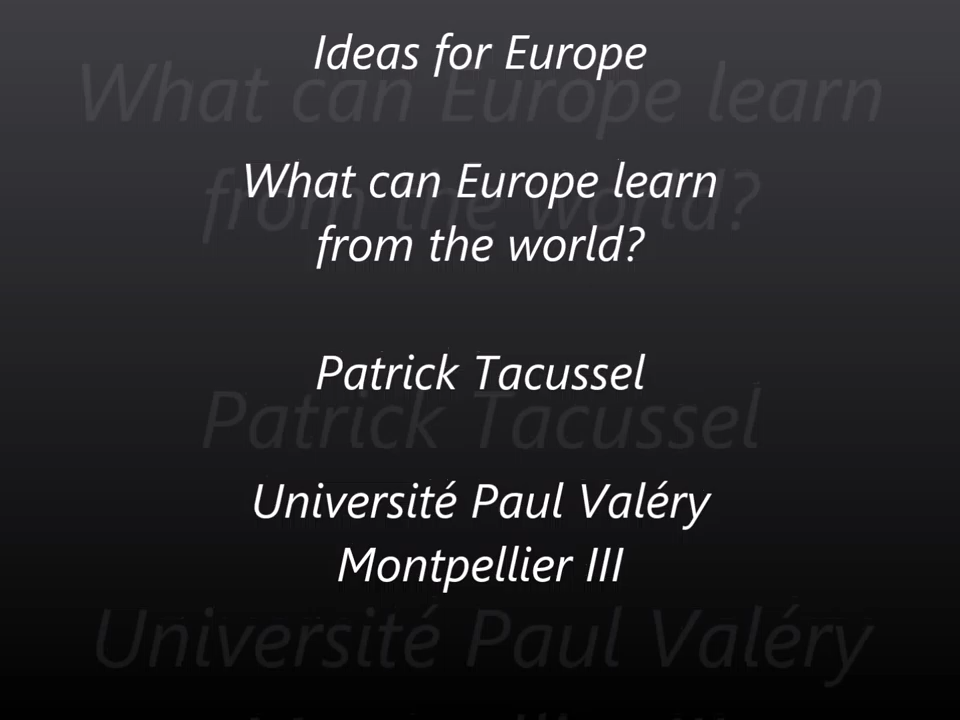 Ideas for Europe
What can Europe learn
from the world?
Patrick Tacussel
Université Paul Valéry
Montpellier III